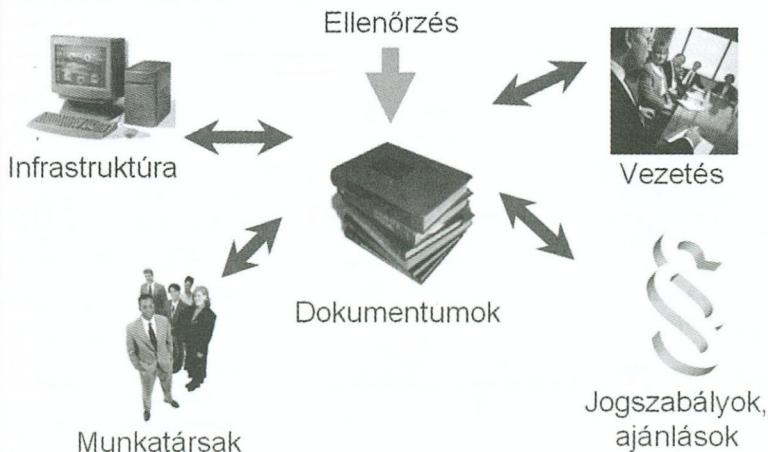 Ellenőrzés
Infrastruktúra
Vezetés
Dokumentumok
Munkatársak
Jogszabályok,
ajánlások